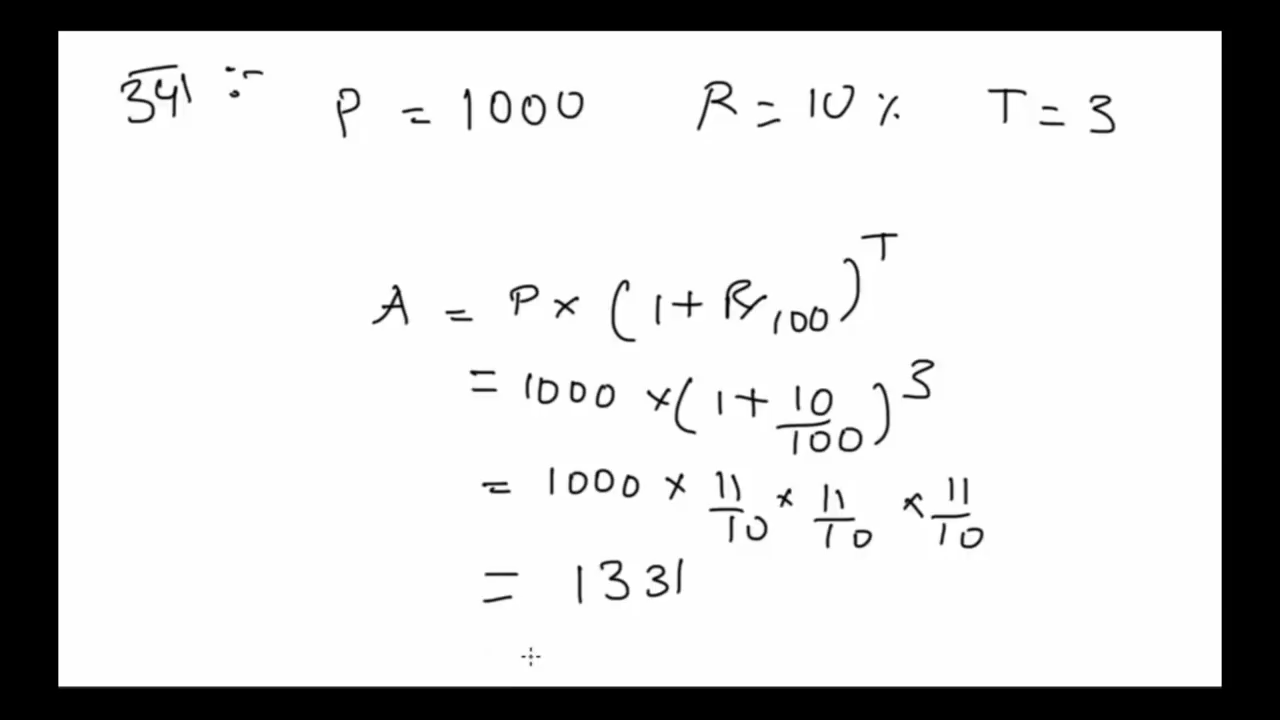 P = 1000 R = 10 % T = 3
A = P × ( 1 + R/100 )^T
= 1000 × ( 1 + 10/100 )^3
= 1000 × 11/10 × 11/10 × 11/10
= 1331